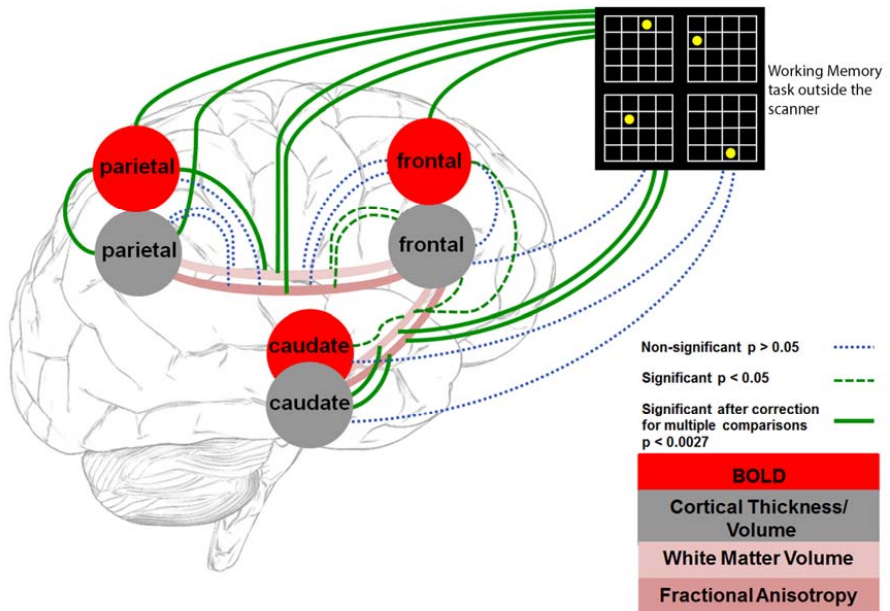 Working Memory
task outside the
scanner
parietal
frontal
parietal
frontal
caudate
caudate
Non-significant p > 0.05
Significant p < 0.05
Significant after correction
for multiple comparisons
p < 0.0027
BOLD
Cortical Thickness/
Volume
White Matter Volume
Fractional Anisotropy